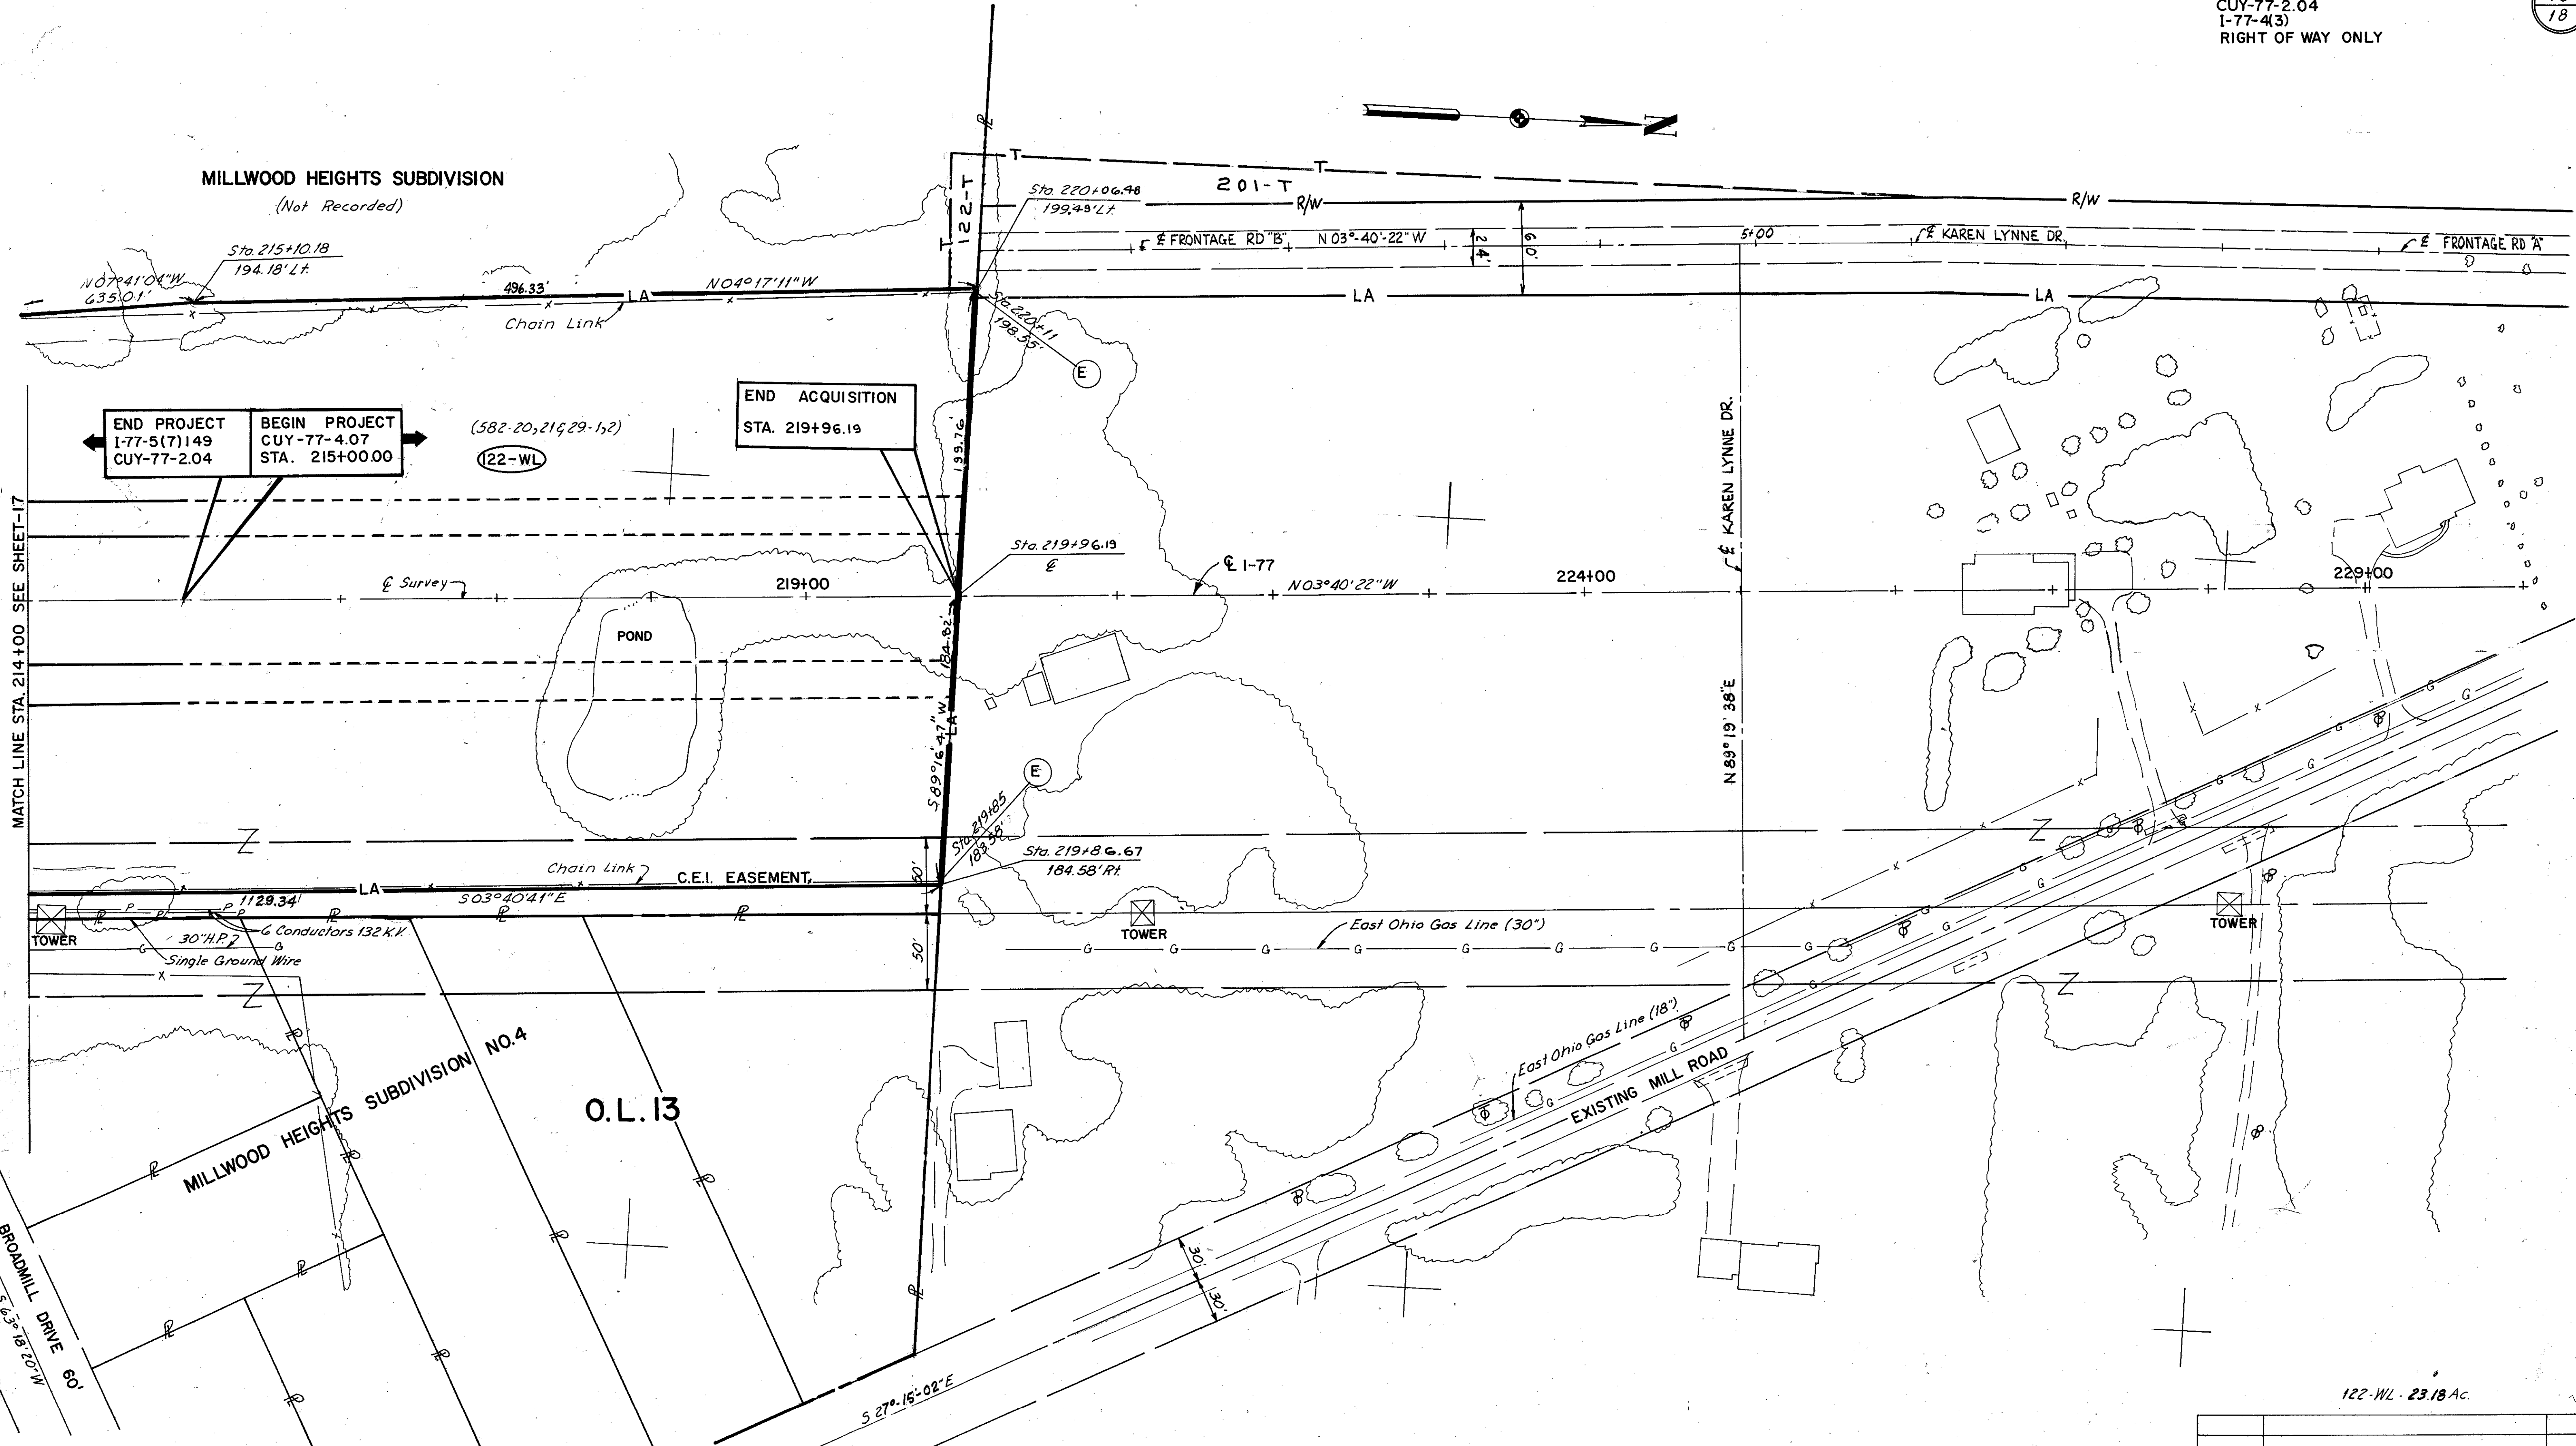 CUY-77-2.04
I-77-4(3)
RIGHT OF WAY ONLY
18
MILLWOOD HEIGHTS SUBDIVISION
(Not Recorded)
Sta. 215+10.18
194.18' Lt.
N07°41'04"W
635.01'
496.33'
LA
N04°17'11"W
Chain Link
℄
T
T
T
122-T
201-T
Sta. 220+06.48
199.49' Lt.
R/W
R/W
℄ FRONTAGE RD "B"
N 03°-40'-22" W
24'
60'
5+00
℄ KAREN LYNNE DR.
℄ FRONTAGE RD "A"
LA
LA
Sta. 220+11
198.55'
E
END PROJECT
I-77-5(7)149
CUY-77-2.04
BEGIN PROJECT
CUY-77-4.07
STA. 215+00.00
(582-20,21&29-1,2)
122-WL
END ACQUISITION
STA. 219+96.19
199.76'
MATCH LINE STA. 214+00 SEE SHEET-17
℄ Survey
219+00
Sta. 219+96.19
℄
℄ I-77
N03°40'22"W
224+00
229+00
℄ KAREN LYNNE DR.
N 89°19'38"E
POND
184.82'
S89°16'47"W
LA
E
Sta. 219+85
183.58'
Sta. 219+86.67
184.58' Rt.
50'
50'
Z
Z
Chain Link
C.E.I. EASEMENT
LA
1129.34'
S03°40'41"E
TOWER
P
P
P
P
6 Conductors 132 K.V.
30" H.P.
G
G
Single Ground Wire
TOWER
East Ohio Gas Line (30")
G G G G G G G G G
TOWER
Z
Z
East Ohio Gas Line (18")
EXISTING MILL ROAD
MILLWOOD HEIGHTS SUBDIVISION NO.4
O.L.13
BROADMILL DRIVE 60'
S 63°18'20"W
30'
30'
S 27°-15'-02"E
122-WL - 23.18 Ac.